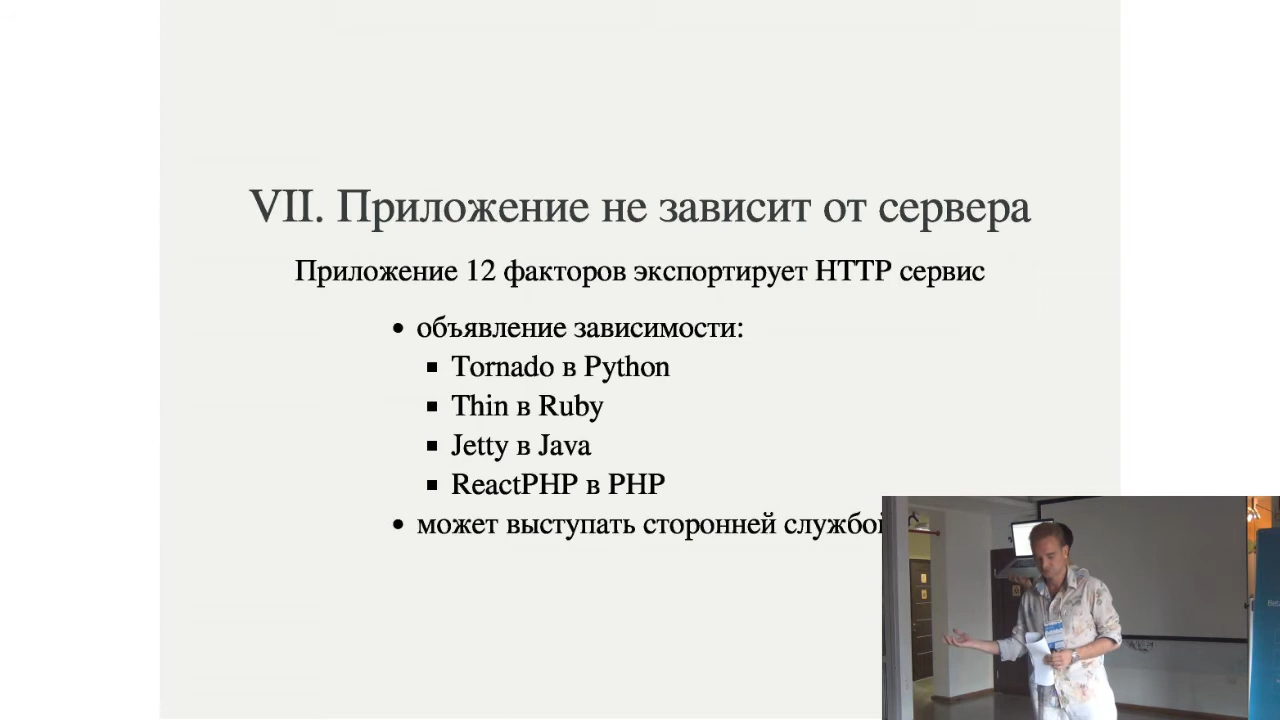 VII. Приложение не зависит от сервера
Приложение 12 факторов экспортирует HTTP сервис
объявление зависимости:
Tornado в Python
Thin в Ruby
Jetty в Java
ReactPHP в PHP
может выступать сторонней службой